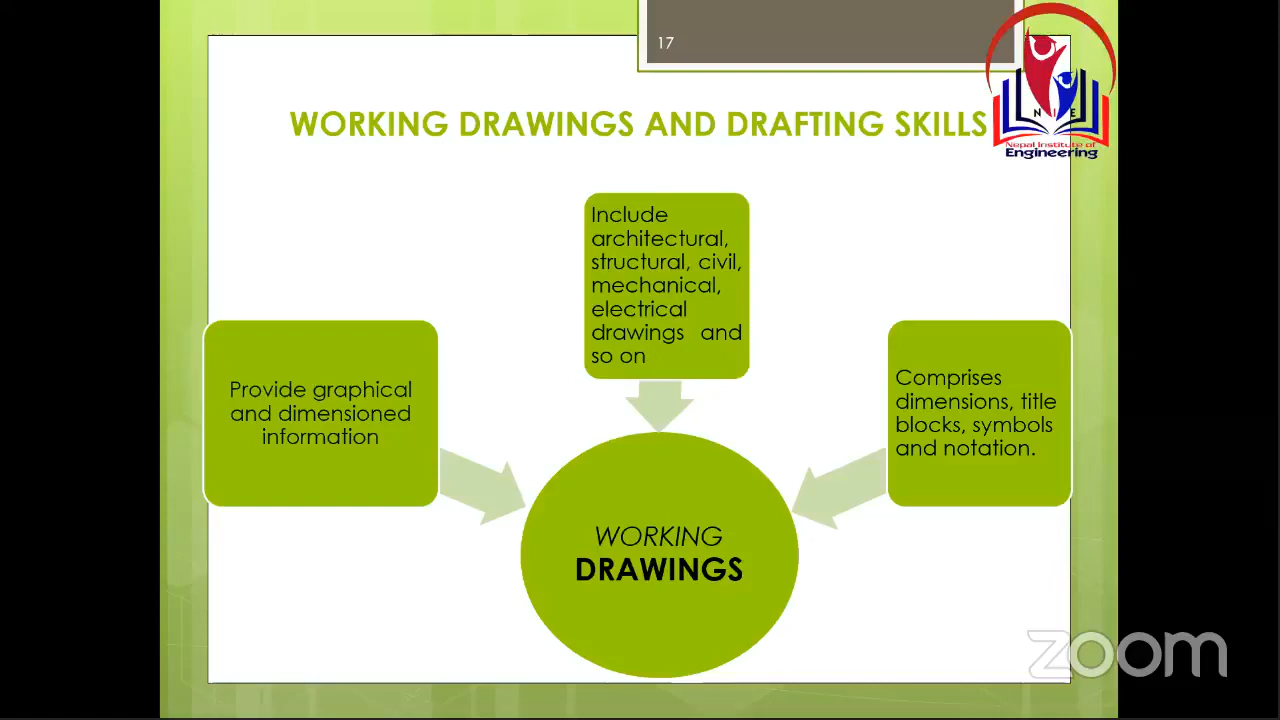 17
WORKING DRAWINGS AND DRAFTING SKILLS
N I E
Nepal Institute of
Engineering
Include
architectural,
structural, civil,
mechanical,
electrical
drawings and
so on
Provide graphical
and dimensioned
information
Comprises
dimensions, title
blocks, symbols
and notation.
WORKING
DRAWINGS
zoom